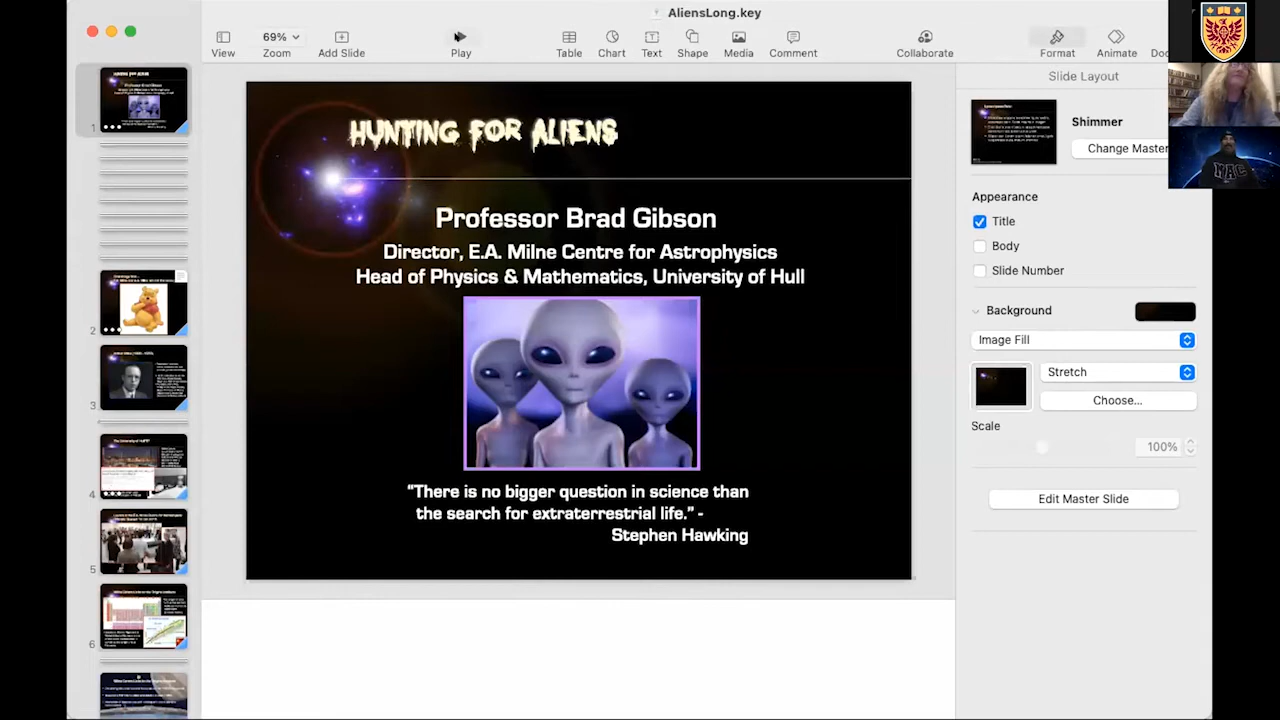 AliensLong.key
View
69%
Zoom
Add Slide
Play
Table
Chart
Text
Shape
Media
Comment
Collaborate
Format
Animate
Doc
1
2
3
4
5
6
HUNTING FOR ALIENS
Professor Brad Gibson
Director, E.A. Milne Centre for Astrophysics
Head of Physics & Mathematics, University of Hull
“There is no bigger question in science than
the search for extraterrestrial life.” -
Stephen Hawking
Slide Layout
Shimmer
Change Master
Appearance
Title
Body
Slide Number
Background
Image Fill
Stretch
Choose...
Scale
100%
Edit Master Slide
MAC